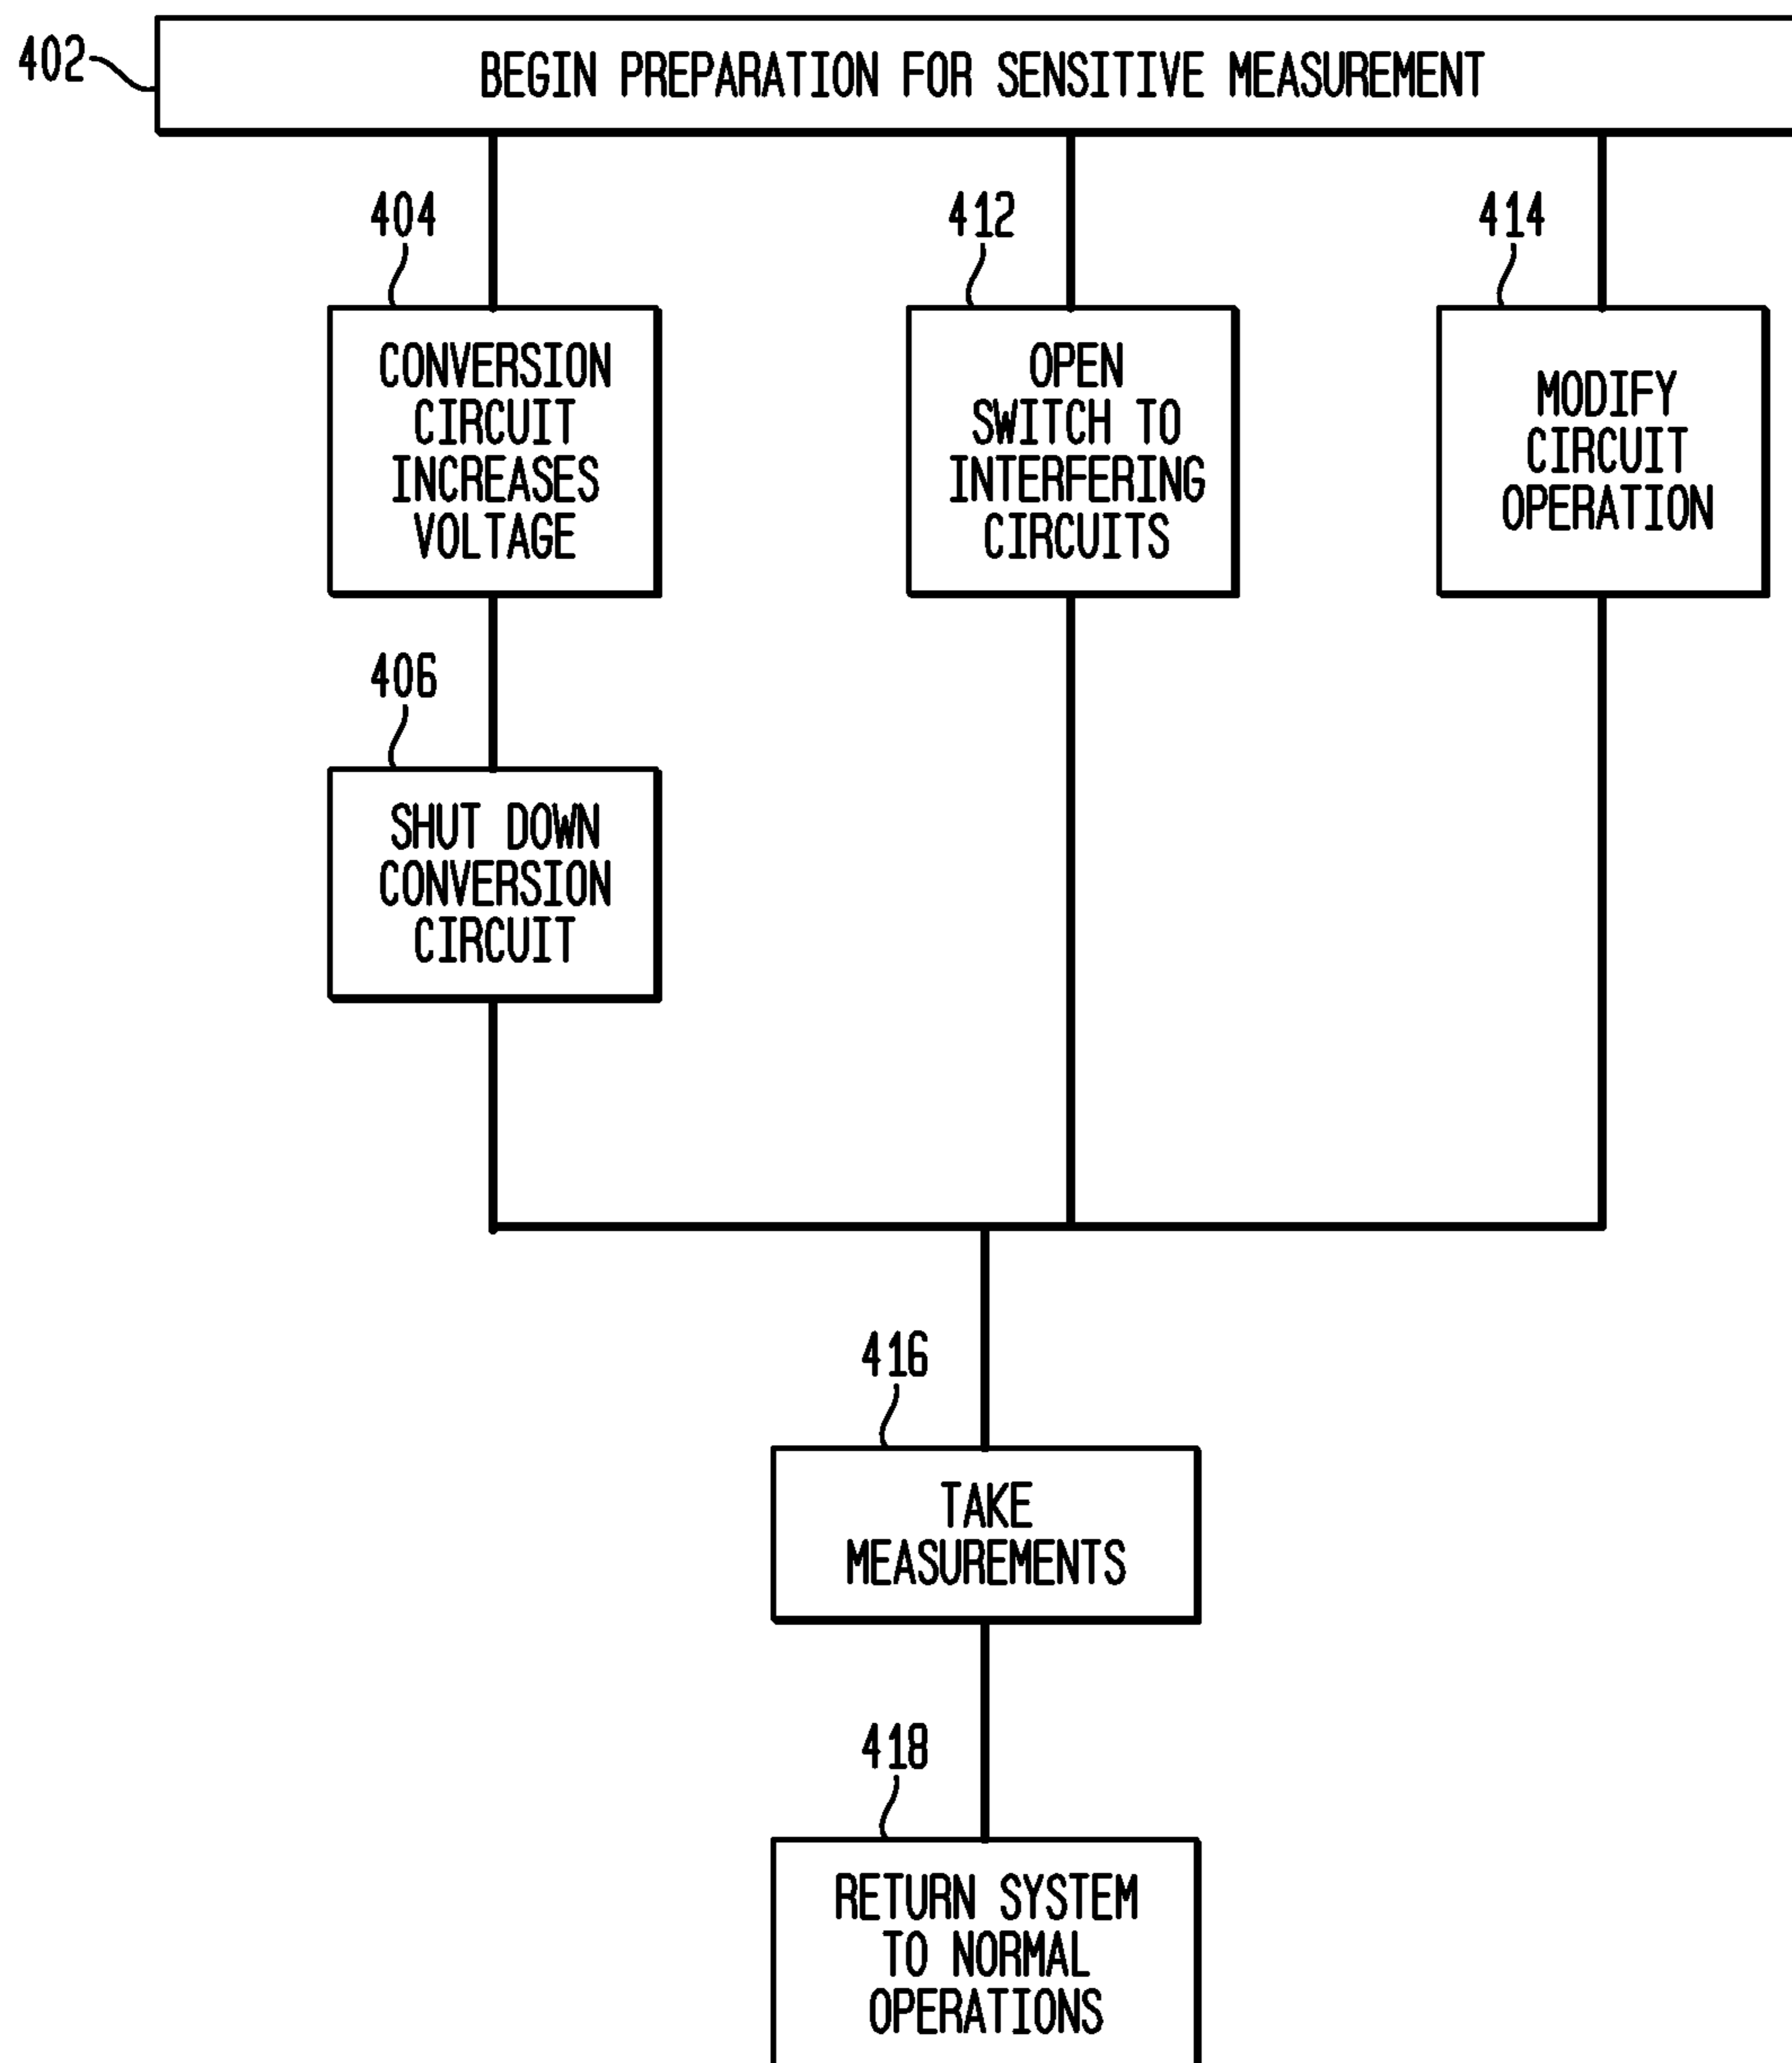 402
BEGIN PREPARATION FOR SENSITIVE MEASUREMENT
404
CONVERSION
CIRCUIT
INCREASES
VOLTAGE
412
OPEN
SWITCH TO
INTERFERING
CIRCUITS
414
MODIFY
CIRCUIT
OPERATION
406
SHUT DOWN
CONVERSION
CIRCUIT
416
TAKE
MEASUREMENTS
418
RETURN SYSTEM
TO NORMAL
OPERATIONS